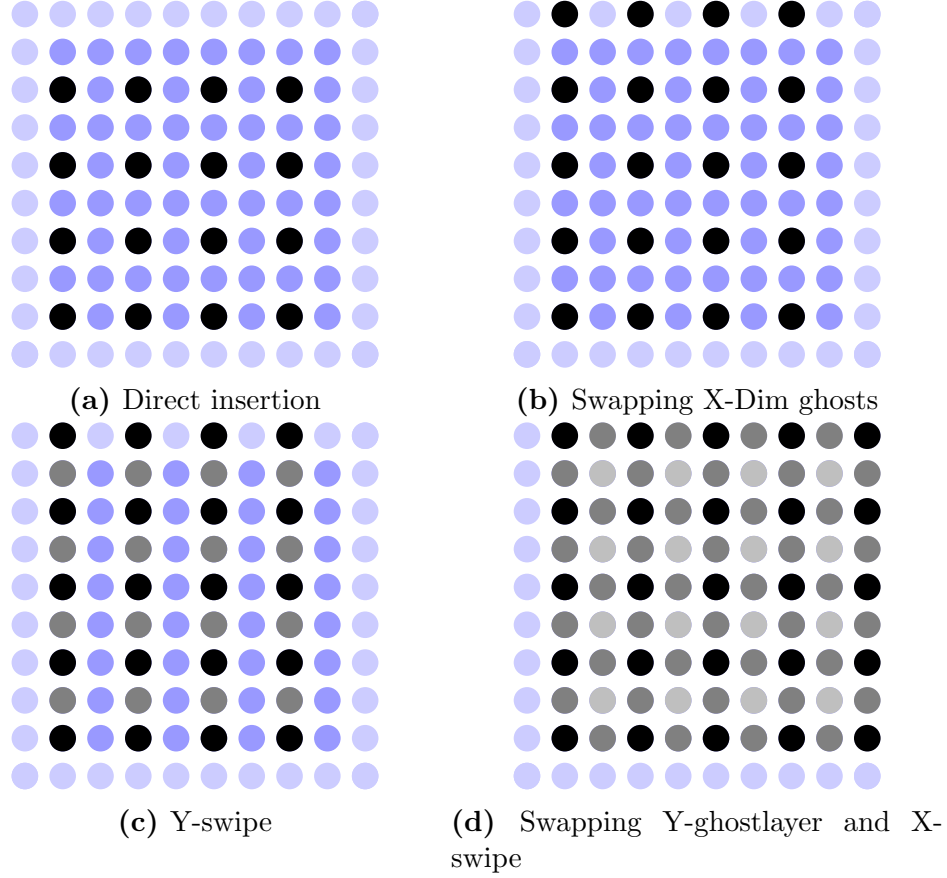 (a) Direct insertion
(b) Swapping X-Dim ghosts
(c) Y-swipe
(d) Swapping Y-ghostlayer and X-
swipe